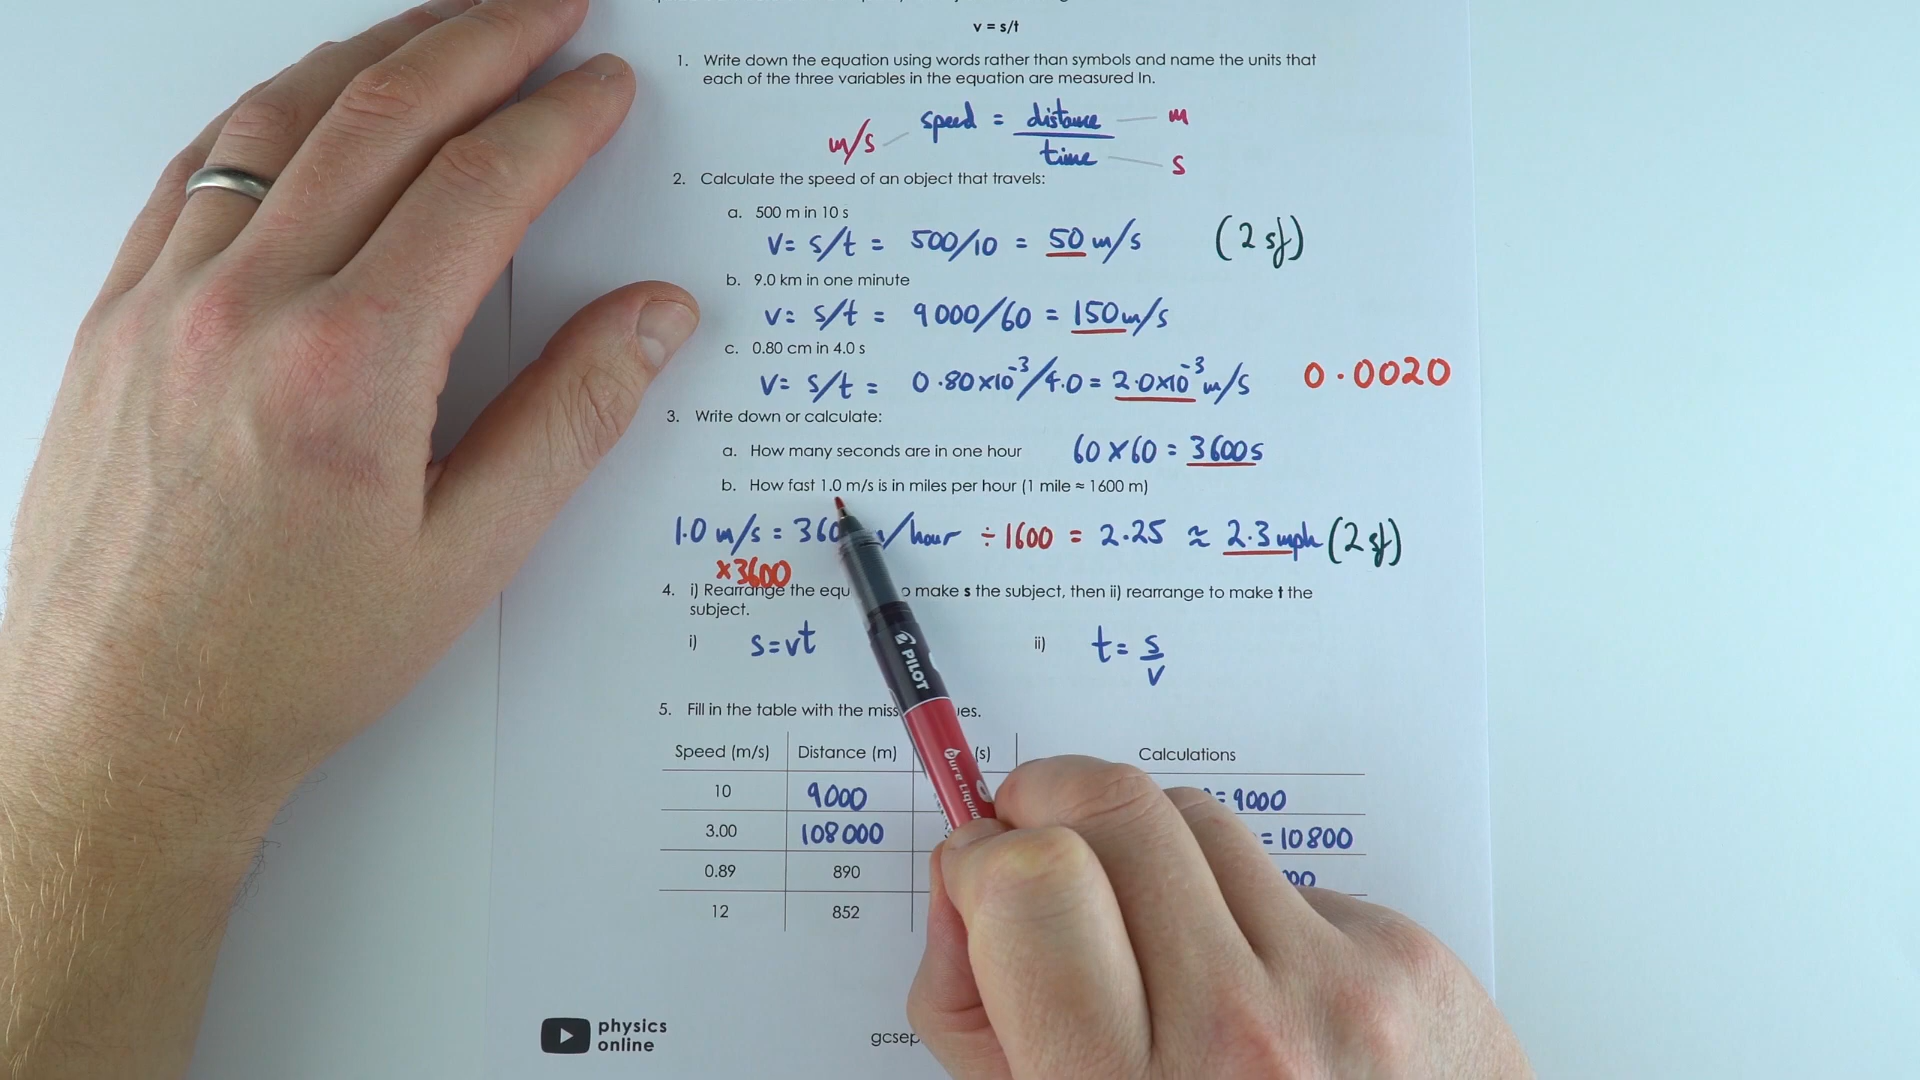 v = s/t
1. Write down the equation using words rather than symbols and name the units that
each of the three variables in the equation are measured in.
m/s speed = distance m
time s
2. Calculate the speed of an object that travels:
a. 500 m in 10 s
v = s/t = 500/10 = 50 m/s (2 sf)
b. 9.0 km in one minute
v = s/t = 9000/60 = 150 m/s
c. 0.80 cm in 4.0 s
v = s/t = 0.80×10⁻³/4.0 = 2.0×10⁻³ m/s 0.0020
3. Write down or calculate:
a. How many seconds are in one hour 60 × 60 = 3600s
b. How fast 1.0 m/s is in miles per hour (1 mile ≈ 1600 m)
1.0 m/s = 360 /hour ÷ 1600 = 2.25 ≈ 2.3 mph (2 sf)
×3600
4. i) Rearrange the equ o make s the subject, then ii) rearrange to make t the
subject.
i) s = vt ii) t = s/v
5. Fill in the table with the miss ues.
Speed (m/s) Distance (m) (s) Calculations
10 9000 = 9000
3.00 108000 = 10800
0.89 890 00
12 852
PILOT
Pure Liquid
physics
online
gcsep